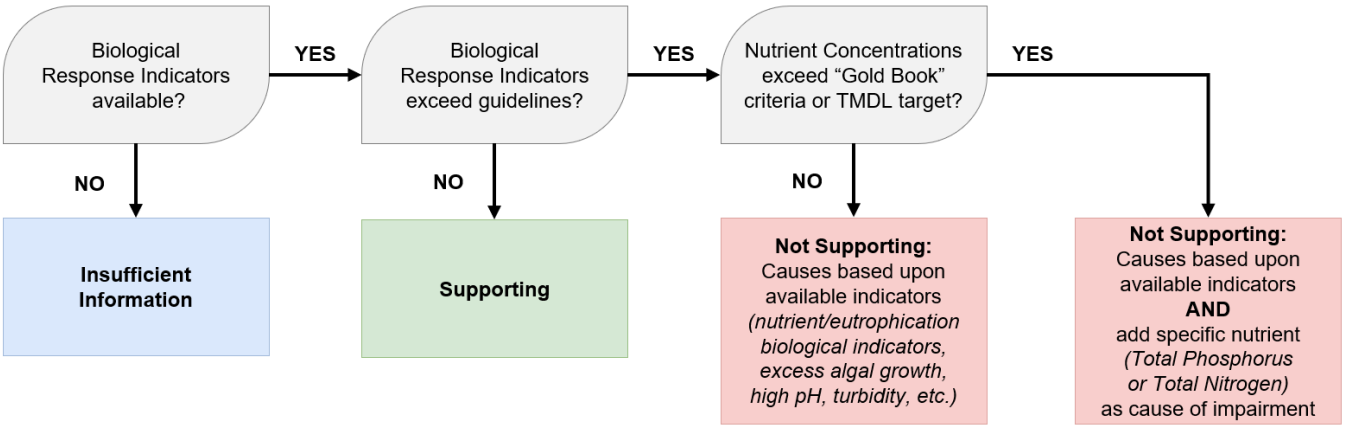 Biological
Response Indicators
available?
YES
Biological
Response Indicators
exceed guidelines?
YES
Nutrient Concentrations
exceed “Gold Book”
criteria or TMDL target?
YES
NO
NO
NO
Insufficient
Information
Supporting
Not Supporting:
Causes based upon
available indicators
(nutrient/eutrophication
biological indicators,
excess algal growth,
high pH, turbidity, etc.)
Not Supporting:
Causes based upon
available indicators
AND
add specific nutrient
(Total Phosphorus
or Total Nitrogen)
as cause of impairment